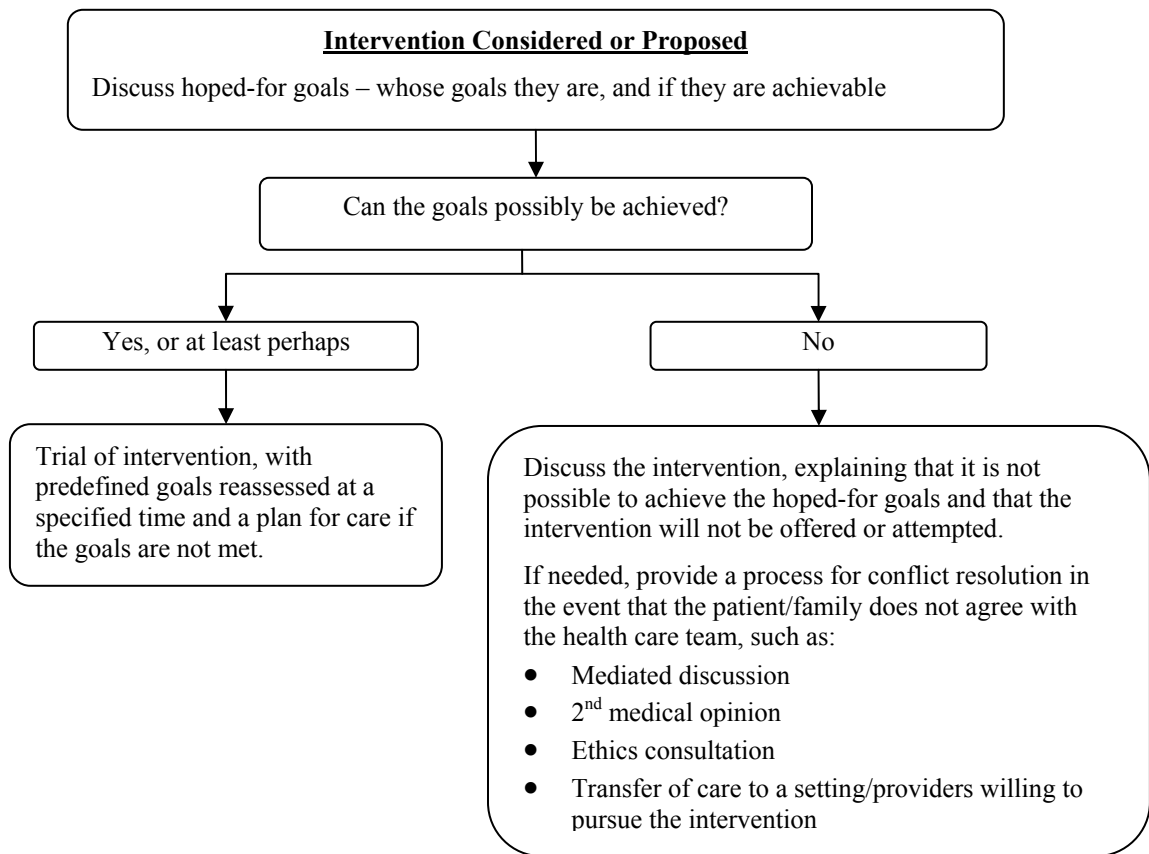 Intervention Considered or Proposed
Discuss hoped-for goals – whose goals they are, and if they are achievable
Can the goals possibly be achieved?
Yes, or at least perhaps
No
Trial of intervention, with
predefined goals reassessed at a
specified time and a plan for care if
the goals are not met.
Discuss the intervention, explaining that it is not
possible to achieve the hoped-for goals and that the
intervention will not be offered or attempted.
If needed, provide a process for conflict resolution in
the event that the patient/family does not agree with
the health care team, such as:
● Mediated discussion
● 2nd medical opinion
● Ethics consultation
● Transfer of care to a setting/providers willing to
pursue the intervention